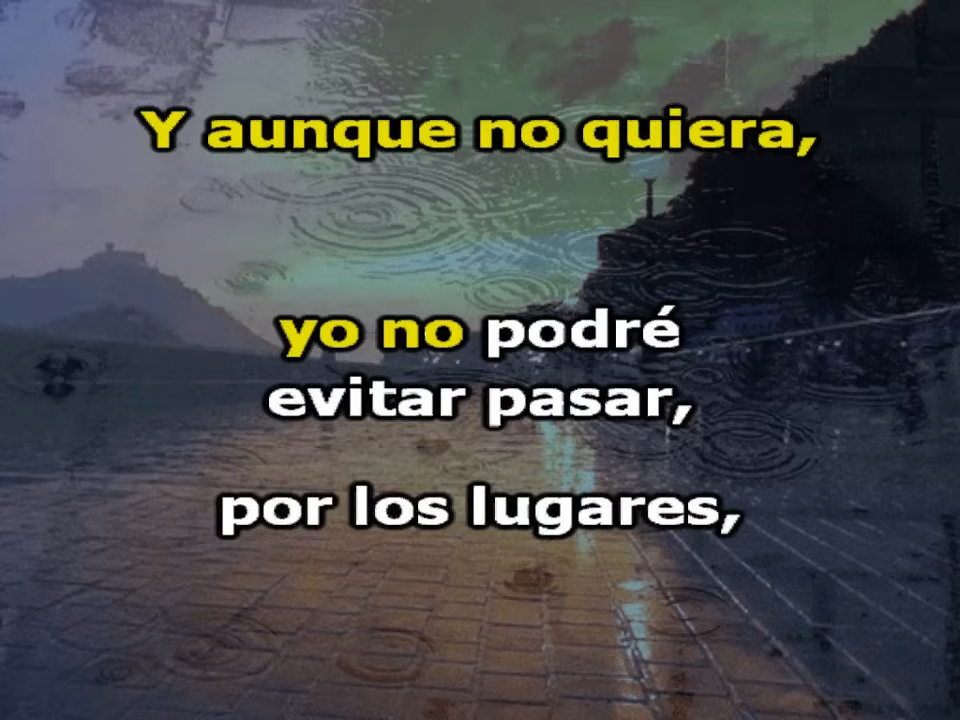 Y aunque no quiera,
yo no podré
evitar pasar,
por los lugares,